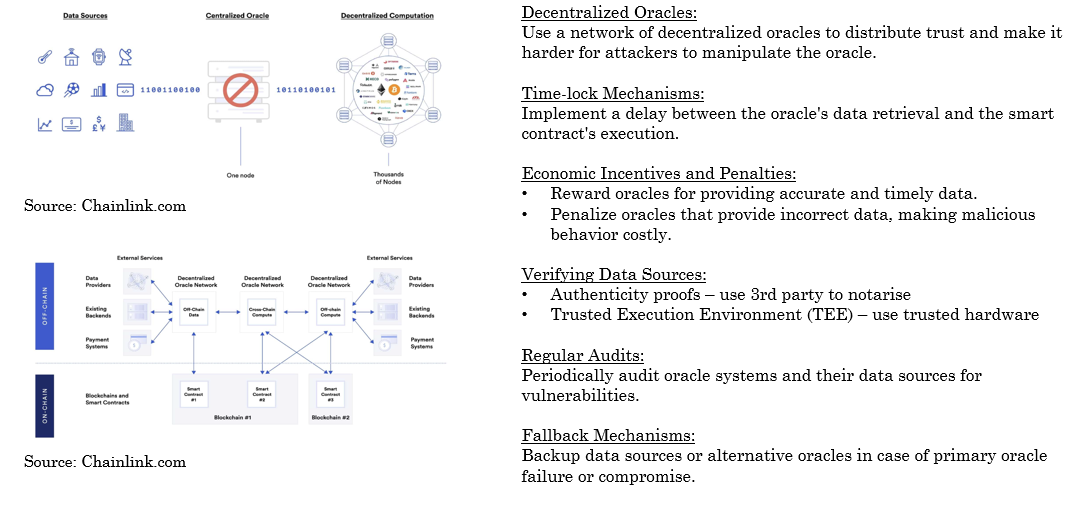 Data Sources
Centralized Oracle
Decentralized Computation
11001100100
10110100101
One node
Thousands
of Nodes
Source: Chainlink.com
External Services
External Services
OFF-CHAIN
Data
Providers
Existing
Backends
Payment
Systems
Decentralized
Oracle Network
Decentralized
Oracle Network
Decentralized
Oracle Network
Off-Chain
Data
Cross-Chain
Compute
Off-chain
Compute
Data
Providers
Existing
Backends
Payment
Systems
ON-CHAIN
Blockchains and
Smart Contracts
Smart
Contract
#1
Smart
Contract
#2
Smart
Contract
#3
Blockchain #1
Blockchain #2
Source: Chainlink.com
Decentralized Oracles:
Use a network of decentralized oracles to distribute trust and make it
harder for attackers to manipulate the oracle.
Time-lock Mechanisms:
Implement a delay between the oracle's data retrieval and the smart
contract's execution.
Economic Incentives and Penalties:
• Reward oracles for providing accurate and timely data.
• Penalize oracles that provide incorrect data, making malicious
behavior costly.
Verifying Data Sources:
• Authenticity proofs – use 3rd party to notarise
• Trusted Execution Environment (TEE) – use trusted hardware
Regular Audits:
Periodically audit oracle systems and their data sources for
vulnerabilities.
Fallback Mechanisms:
Backup data sources or alternative oracles in case of primary oracle
failure or compromise.